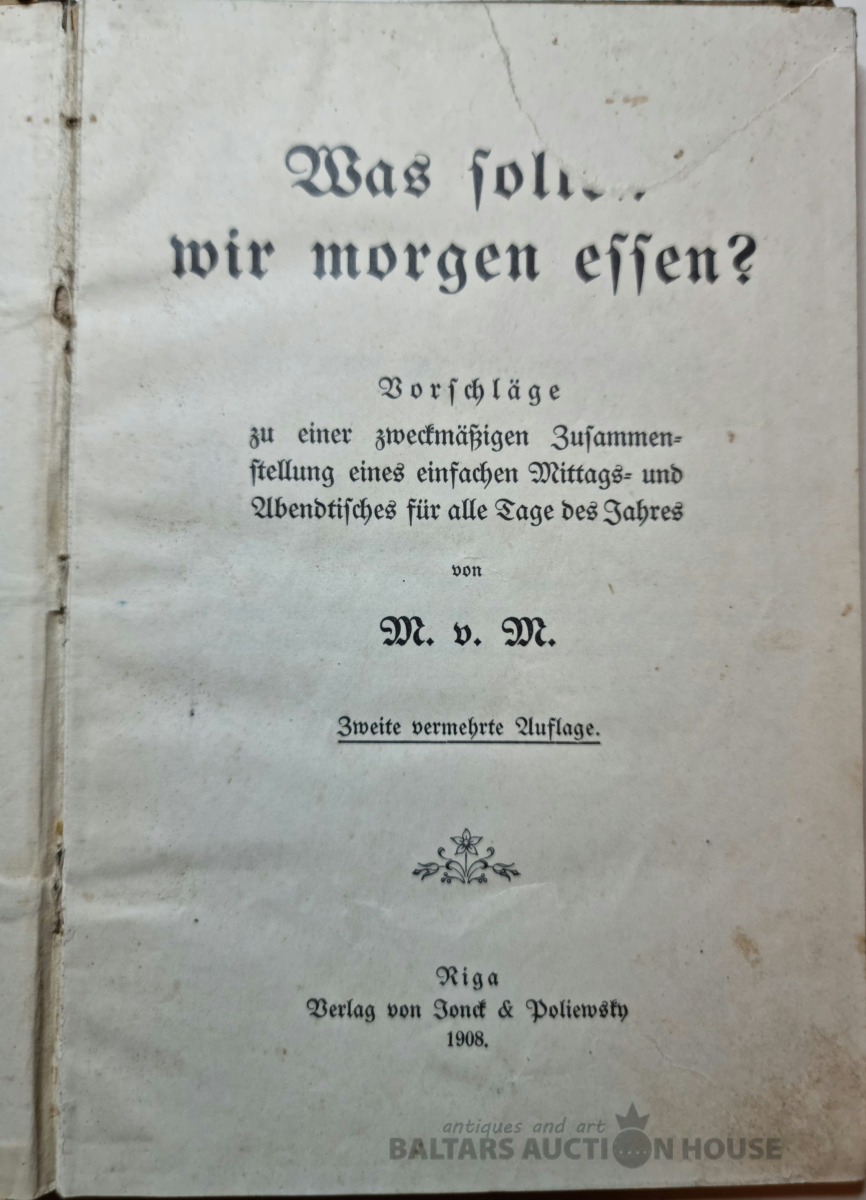 Was
wir morgen essen?
Vorschläge
zu einer zweckmäßigen Zusammen-
stellung eines einfachen Mittags- und
Abendtisches für alle Tage des Jahres
von
M. v. M.
Zweite vermehrte Auflage.
Riga
Verlag von Jonck & Poliewsky
1908.
antiques and art
BALTARS AUCTION HOUSE